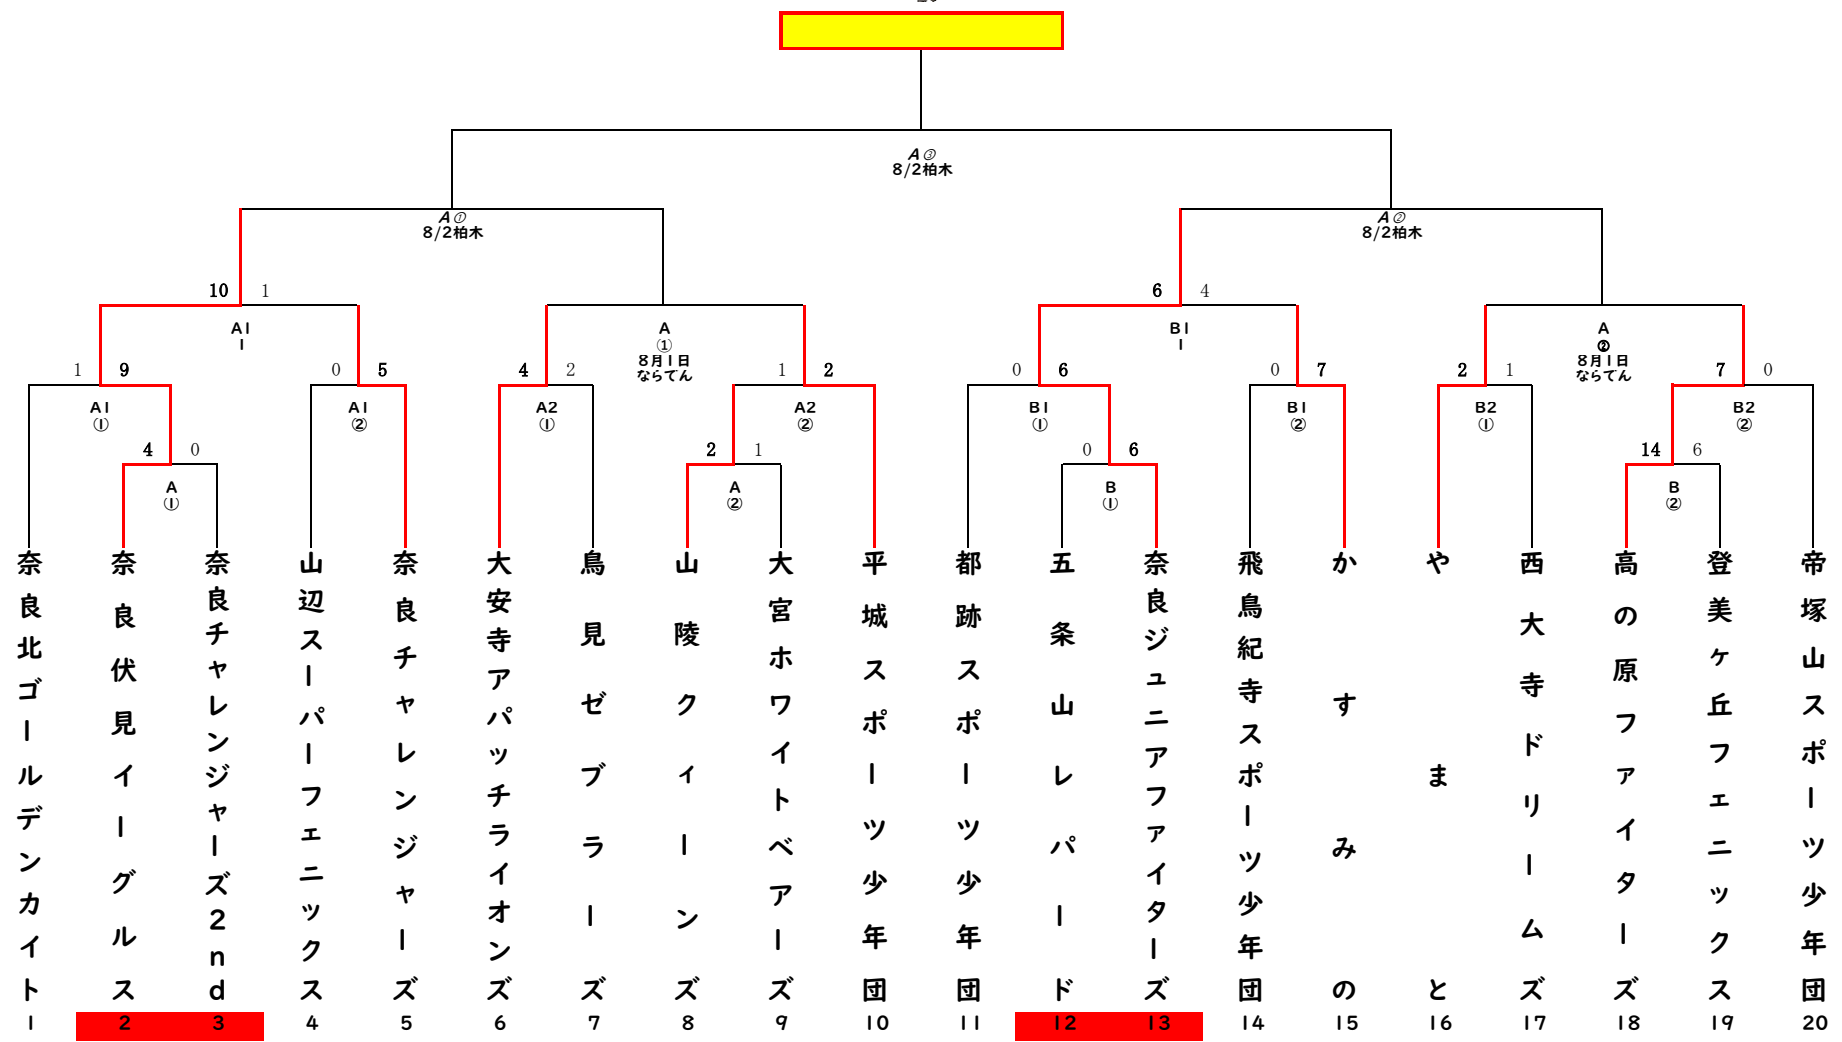 A③
8/2柏木
A①
8/2柏木
A②
8/2柏木
10 1
6 4
A1
1
A
①
8月1日
ならでん
B1
1
A
②
8月1日
ならでん
1 9
0 5
4 2
1 2
0 6
0 7
2 1
7 0
A1
①
A1
②
A2
①
A2
②
B1
①
B1
②
B2
①
B2
②
4 0
2 1
0 6
14 6
A
①
A
②
B
①
B
②
奈良北ゴールデンカイト
奈良伏見イーグルス
奈良チャレンジャーズ2nd
山辺スーパーフェニックス
奈良チャレンジャーズ
大安寺アパッチライオンズ
鳥見ゼブラーズ
山陵クィーンズ
大宮ホワイトベアーズ
平城スポーツ少年団
都跡スポーツ少年団
五条山レパード
奈良ジュニアファイターズ
飛鳥紀寺スポーツ少年団
かすみの
やまと
西大寺ドリームズ
高の原ファイターズ
登美ヶ丘フェニックス
帝塚山スポーツ少年団
1 2 3 4 5 6 7 8 9 10 11 12 13 14 15 16 17 18 19 20